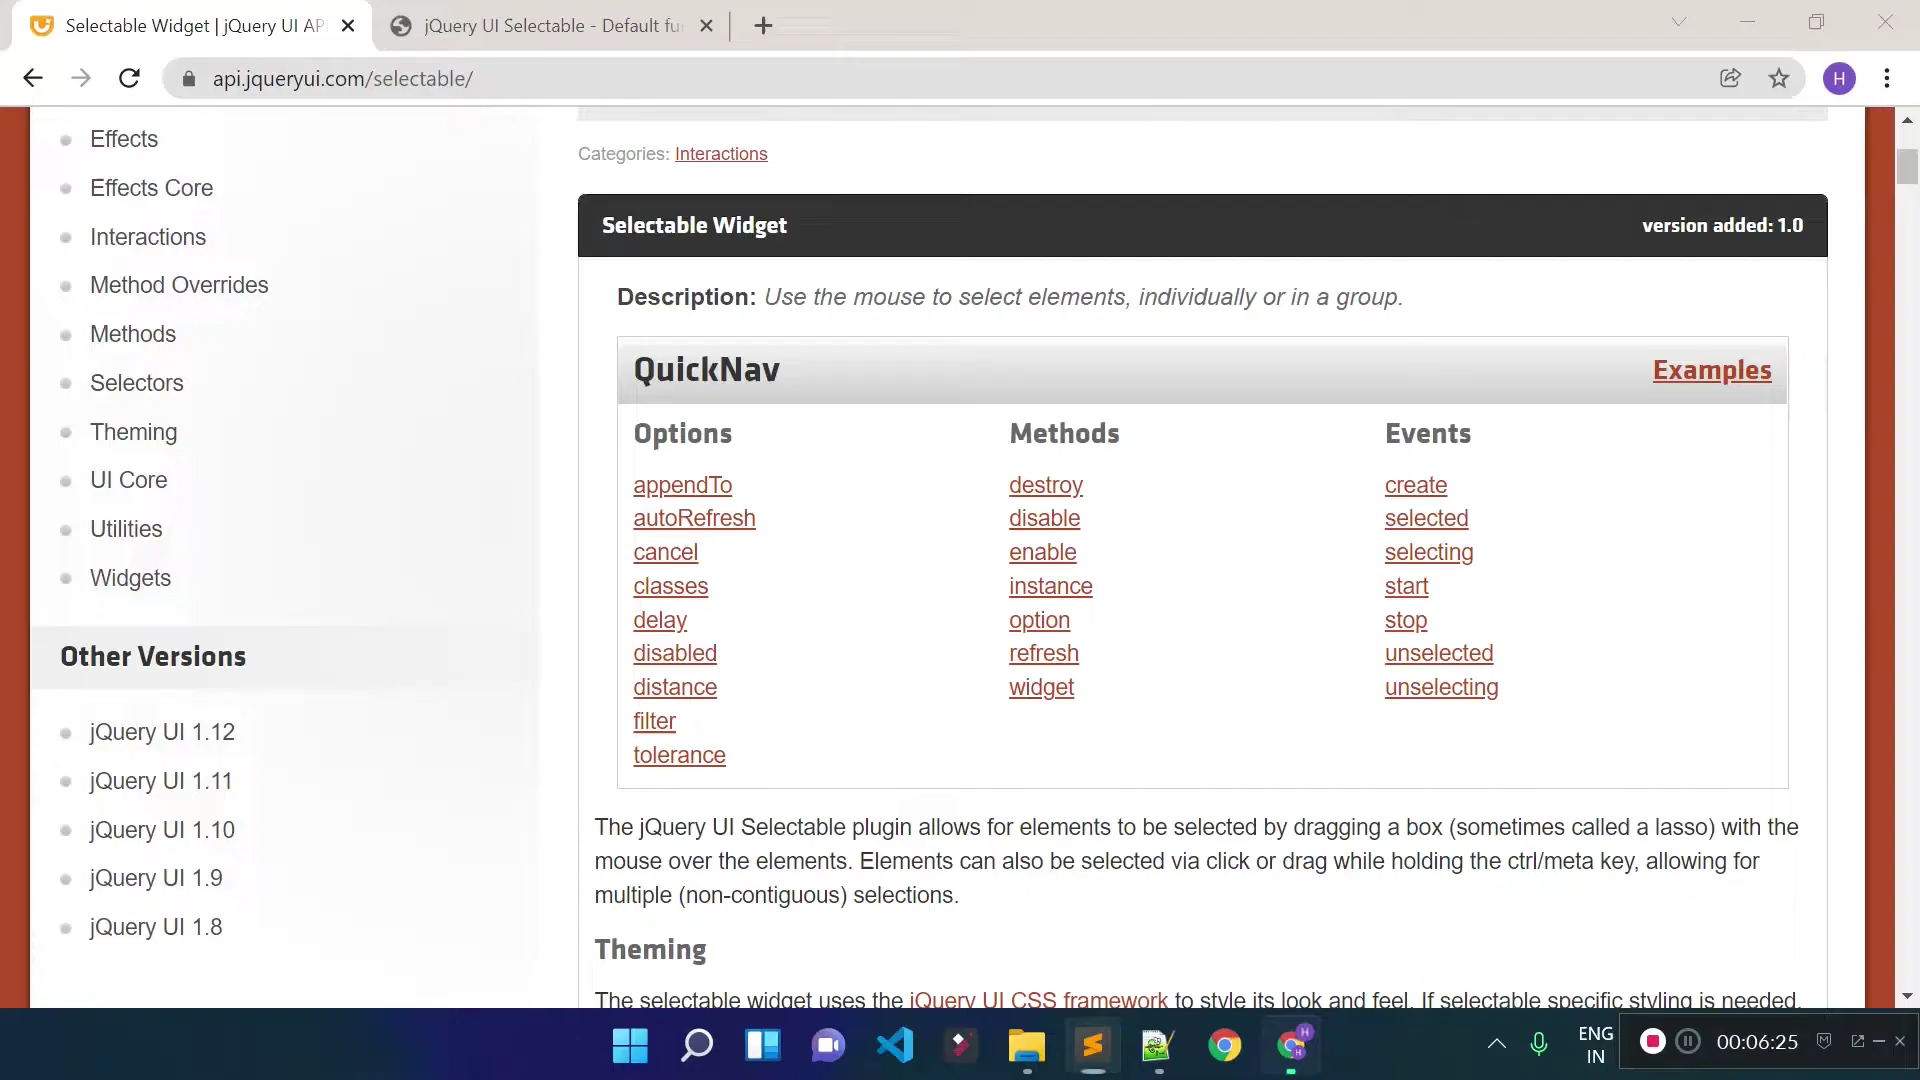 Selectable Widget | jQuery UI AP
jQuery UI Selectable - Default fu
api.jqueryui.com/selectable/
H
Effects
Effects Core
Interactions
Method Overrides
Methods
Selectors
Theming
UI Core
Utilities
Widgets
Other Versions
jQuery UI 1.12
jQuery UI 1.11
jQuery UI 1.10
jQuery UI 1.9
jQuery UI 1.8
Categories: Interactions
Selectable Widget
version added: 1.0
Description: Use the mouse to select elements, individually or in a group.
QuickNav
Examples
Options
appendTo
autoRefresh
cancel
classes
delay
disabled
distance
filter
tolerance
Methods
destroy
disable
enable
instance
option
refresh
widget
Events
create
selected
selecting
start
stop
unselected
unselecting
The jQuery UI Selectable plugin allows for elements to be selected by dragging a box (sometimes called a lasso) with the
mouse over the elements. Elements can also be selected via click or drag while holding the ctrl/meta key, allowing for
multiple (non-contiguous) selections.
Theming
The selectable widget uses the jQuery UI CSS framework to style its look and feel. If selectable specific styling is needed,
ENG
IN
00:06:25